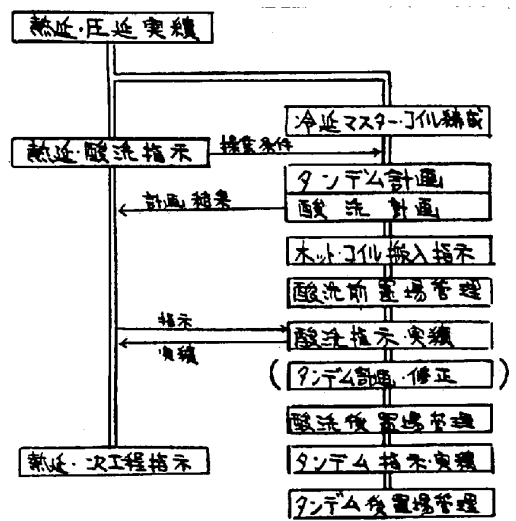 熱延・圧延実績
冷延マスター・コイル編成
熱延・酸洗指示
操業条件
タンデム計画
計画結果
酸洗計画
ホット・コイル搬入指示
酸洗前置場管理
指示
酸洗指示・実績
実績
(タンデム計画・修正)
酸洗後置場管理
熱延・次工程指示
タンデム指示・実績
タンデム後置場管理